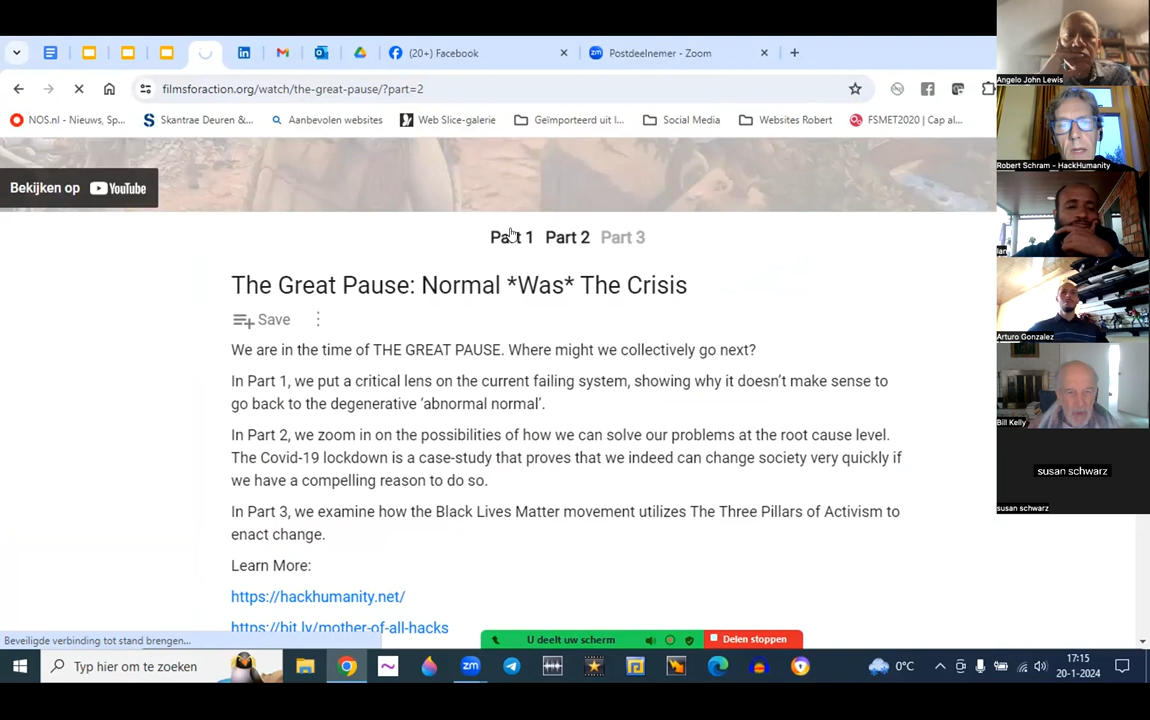 (20+) Facebook
Postdeelnemer - Zoom
filmsforaction.org/watch/the-great-pause/?part=2
NOS.nl - Nieuws, Sp...
Skantrae Deuren &...
Aanbevolen websites
Web Slice-galerie
Geïmporteerd uit I...
Social Media
Websites Robert
FSMET2020 | Cap al...
Bekijken op YouTube
Part 1 Part 2 Part 3
The Great Pause: Normal *Was* The Crisis
Save
We are in the time of THE GREAT PAUSE. Where might we collectively go next?
In Part 1, we put a critical lens on the current failing system, showing why it doesn't make sense to
go back to the degenerative 'abnormal normal'.
In Part 2, we zoom in on the possibilities of how we can solve our problems at the root cause level.
The Covid-19 lockdown is a case-study that proves that we indeed can change society very quickly if
we have a compelling reason to do so.
In Part 3, we examine how the Black Lives Matter movement utilizes The Three Pillars of Activism to
enact change.
Learn More:
https://hackhumanity.net/
https://bit.ly/mother-of-all-hacks
Beveiligde verbinding tot stand brengen...
U deelt uw scherm
Delen stoppen
Typ hier om te zoeken
zm
0°C
17:15
20-1-2024
Angelo John Lewis
Robert Schram - HackHumanity
Ian
Arturo Gonzalez
Bill Kelly
susan schwarz
susan schwarz